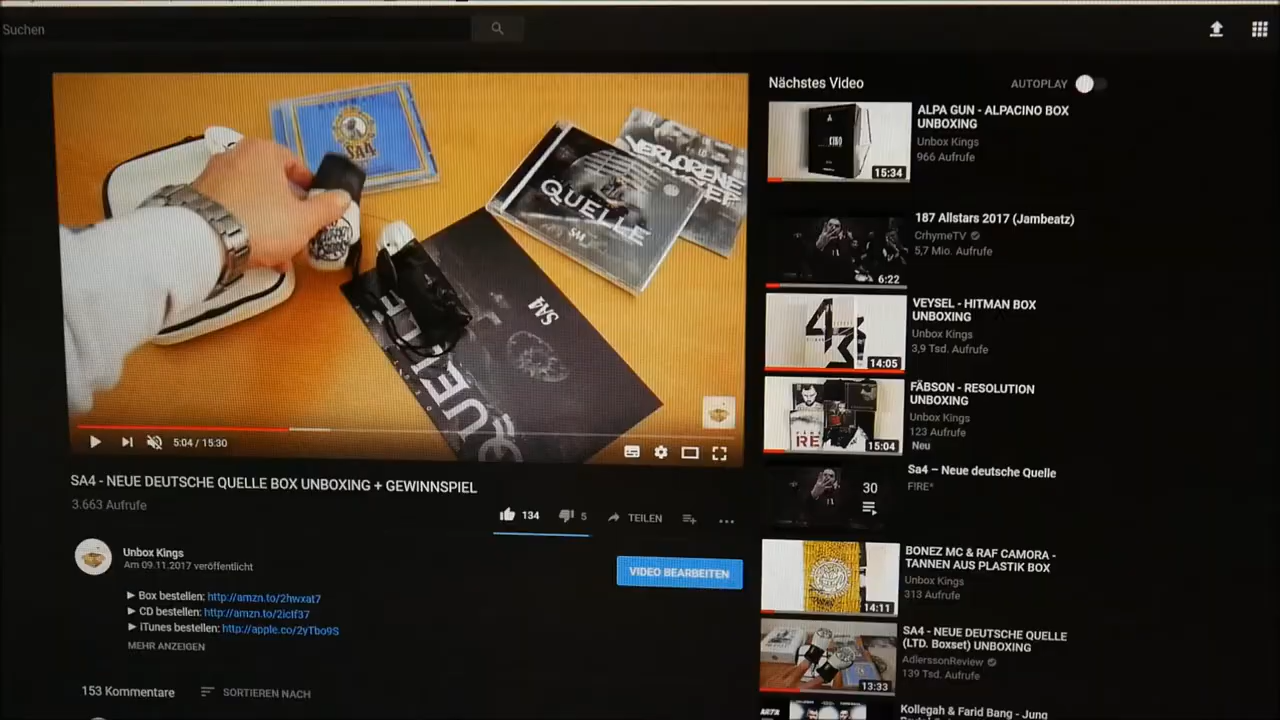 Suchen
SA4
VERLORENE
QUELLE
SA4
SA4
5:04 / 15:30
SA4 - NEUE DEUTSCHE QUELLE BOX UNBOXING + GEWINNSPIEL
3.663 Aufrufe
134
5
TEILEN
Unbox Kings
Am 09.11.2017 veröffentlicht
VIDEO BEARBEITEN
► Box bestellen: http://amzn.to/2hwxat7
► CD bestellen: http://amzn.to/2ictf37
► iTunes bestellen: http://apple.co/2yTbo9S
MEHR ANZEIGEN
153 Kommentare
SORTIEREN NACH
Nächstes Video
AUTOPLAY
ALPA GUN - ALPACINO BOX
UNBOXING
Unbox Kings
966 Aufrufe
15:34
187 Allstars 2017 (Jambeatz)
CrhymeTV
5,7 Mio. Aufrufe
6:22
VEYSEL - HITMAN BOX
UNBOXING
Unbox Kings
3,9 Tsd. Aufrufe
43
14:05
FÄBSON - RESOLUTION
UNBOXING
Unbox Kings
123 Aufrufe
Neu
RE
15:04
Sa4 – Neue deutsche Quelle
F!RE*
30
BONEZ MC & RAF CAMORA -
TANNEN AUS PLASTIK BOX
Unbox Kings
313 Aufrufe
14:11
SA4 - NEUE DEUTSCHE QUELLE
(LTD. Boxset) UNBOXING
AdlerssonReview
139 Tsd. Aufrufe
13:33
Kollegah & Farid Bang - Jung